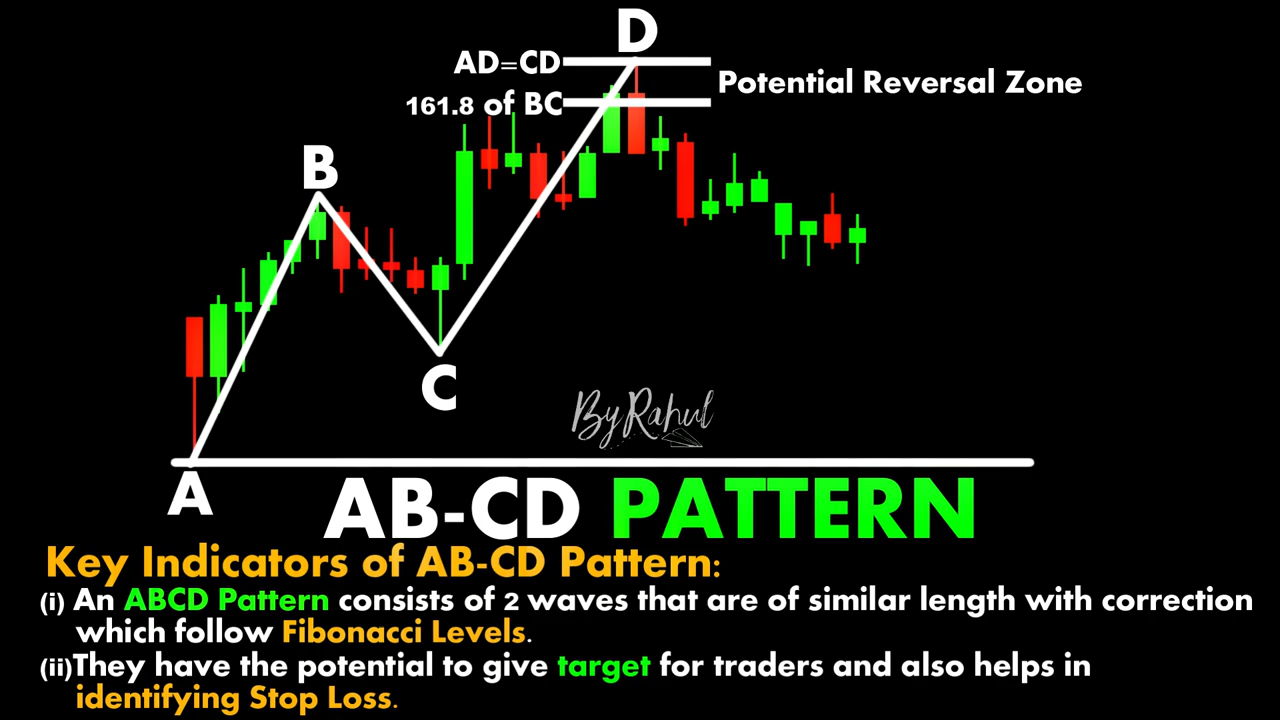 D
AD=CD
Potential Reversal Zone
161.8 of BC
B
C
By Rahul
A
AB-CD PATTERN
Key Indicators of AB-CD Pattern:
(i) An ABCD Pattern consists of 2 waves that are of similar length with correction
which follow Fibonacci Levels.
(ii)They have the potential to give target for traders and also helps in
identifying Stop Loss.